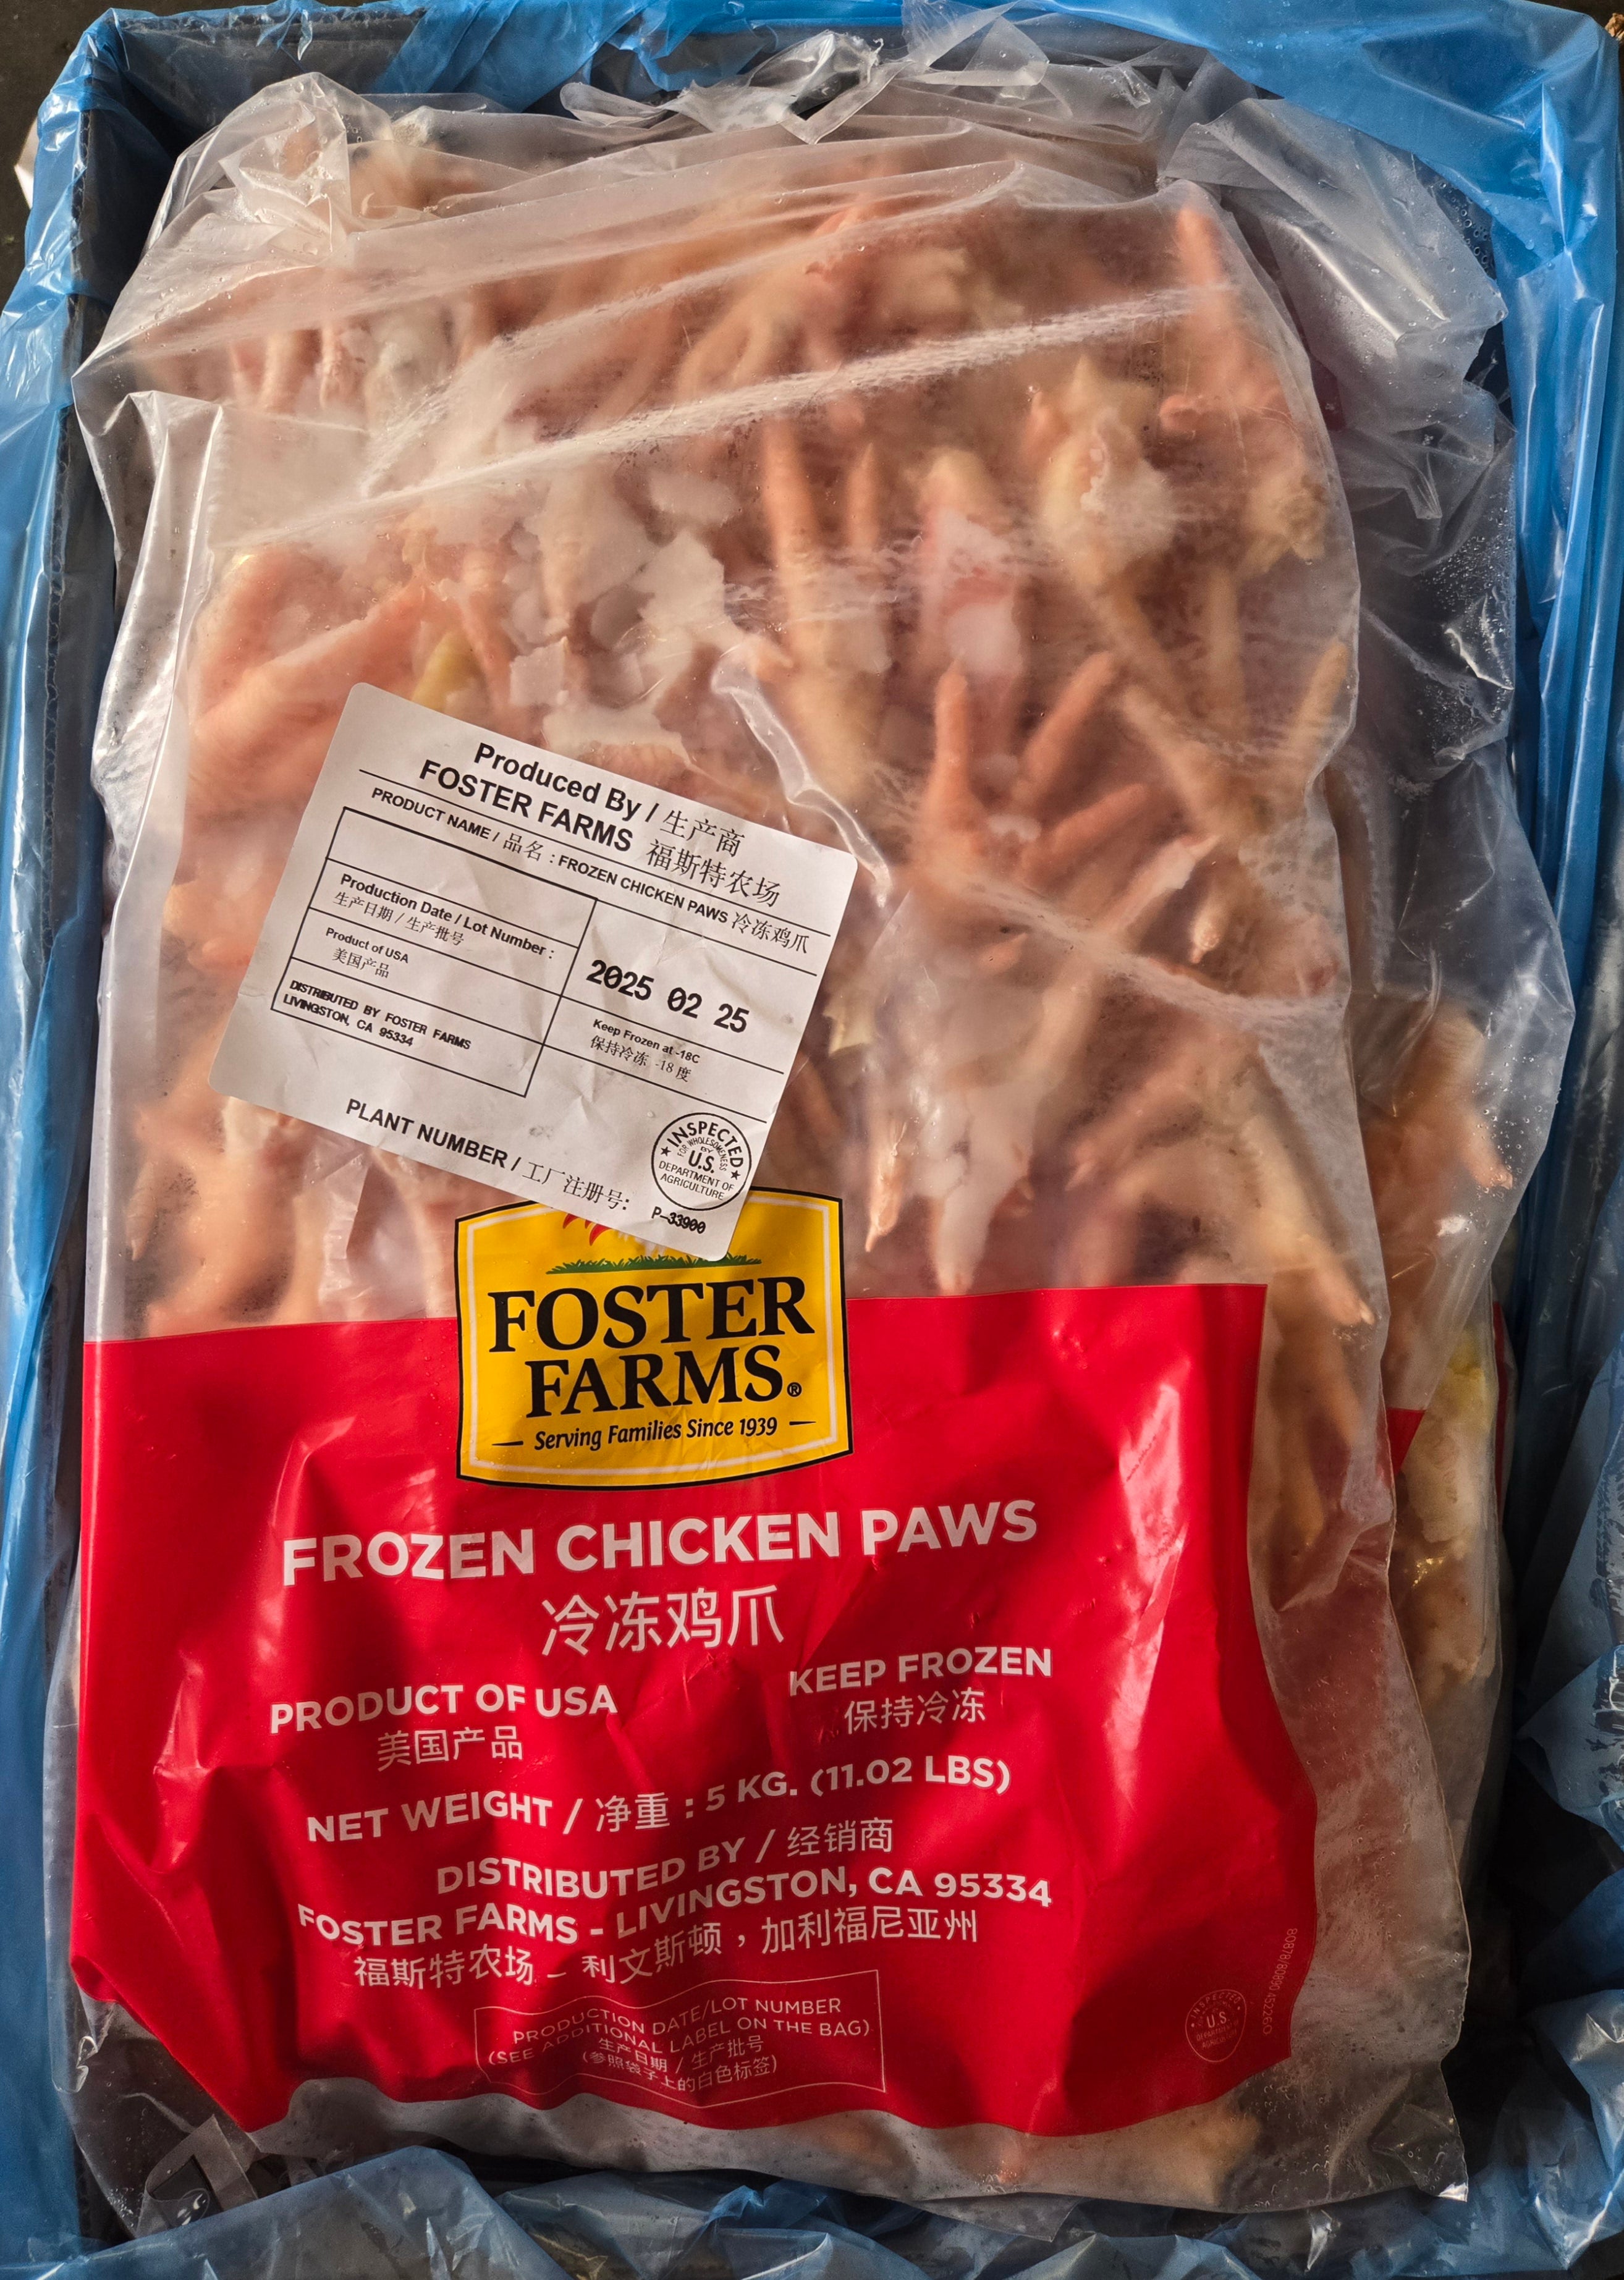 Produced By / 生产商
FOSTER FARMS 福斯特农场
PRODUCT NAME / 品名 : FROZEN CHICKEN PAWS 冷冻鸡爪
Production Date / Lot Number :
生产日期 / 生产批号
2025 02 25
Product of USA
美国产品
Keep Frozen at -18C
保持冷冻 -18 度
DISTRIBUTED BY FOSTER FARMS
LIVINGSTON, CA 95334
PLANT NUMBER / 工厂注册号:
INSPECTED
FOR WHOLESOMENESS
BY
U.S.
DEPARTMENT OF
AGRICULTURE
P-33900
FOSTER
FARMS®
Serving Families Since 1939
FROZEN CHICKEN PAWS
冷冻鸡爪
PRODUCT OF USA
美国产品
KEEP FROZEN
保持冷冻
NET WEIGHT / 净重 : 5 KG. (11.02 LBS)
DISTRIBUTED BY / 经销商
FOSTER FARMS - LIVINGSTON, CA 95334
福斯特农场 - 利文斯顿，加利福尼亚州
PRODUCTION DATE/LOT NUMBER
(SEE ADDITIONAL LABEL ON THE BAG)
生产日期 / 生产批号
(参照袋子上的白色标签)
INSPECTED
U.S.
DEPARTMENT OF
AGRICULTURE